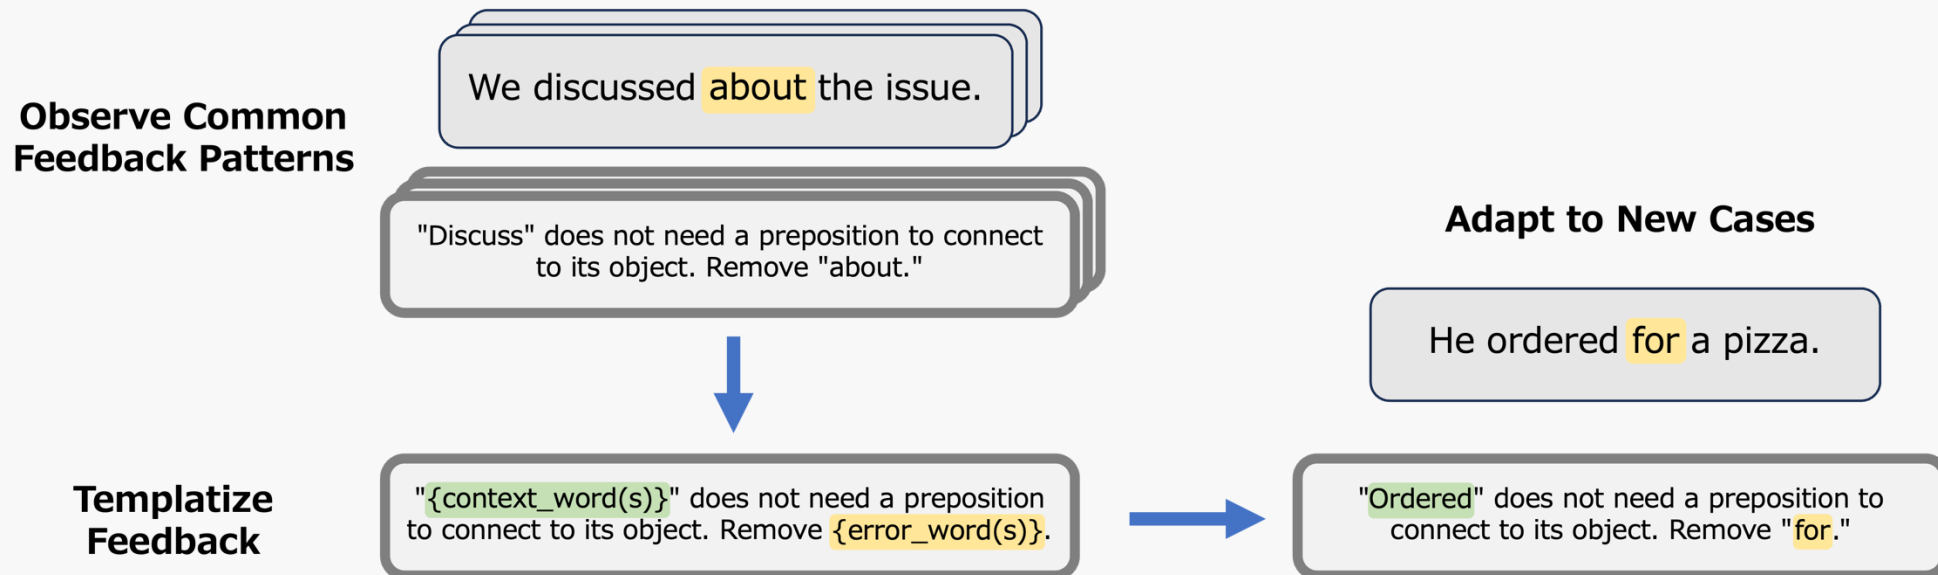 Observe Common
Feedback Patterns
We discussed about the issue.
"Discuss" does not need a preposition to connect
to its object. Remove "about."
Adapt to New Cases
He ordered for a pizza.
Templatize
Feedback
"{context_word(s)}" does not need a preposition
to connect to its object. Remove {error_word(s)}.
"Ordered" does not need a preposition to
connect to its object. Remove "for."